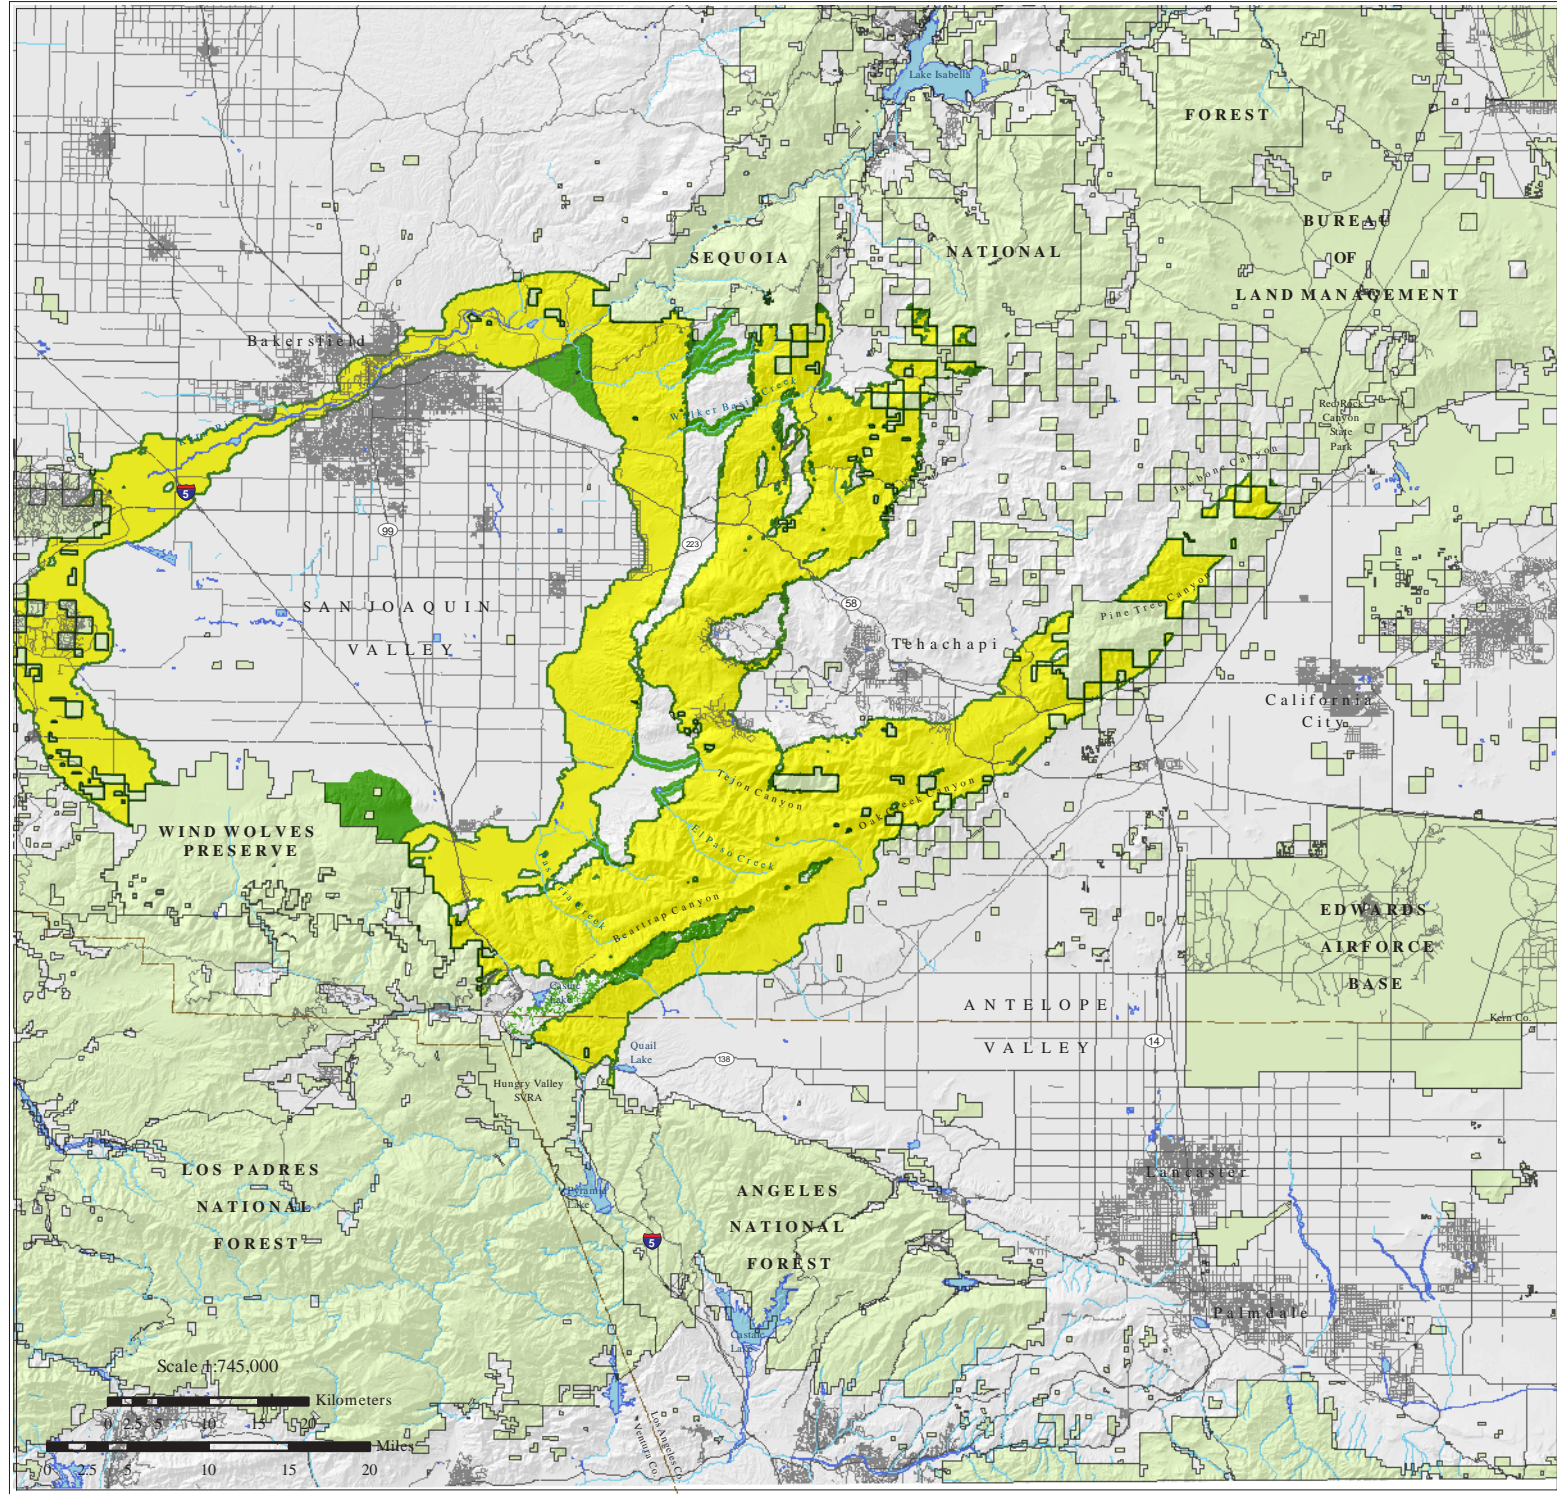 Lake Isabella
FOREST
BUREAU
OF
LAND MANAGEMENT
SEQUOIA
NATIONAL
Bakersfield
Walker Basin Creek
Red Rock
Canyon
State
Park
Jawbone Canyon
5
99
223
58
SAN JOAQUIN
VALLEY
Tehachapi
Pine Tree Canyon
California
City
Tejon Canyon
Oak Creek Canyon
El Paso Creek
WIND WOLVES
PRESERVE
Beartrap Canyon
EDWARDS
AIRFORCE
BASE
Castac
Lake
ANTELOPE
VALLEY
Kern Co.
14
Quail
Lake
138
Hungry Valley
SVRA
LOS PADRES
NATIONAL
FOREST
Pyramid
Lake
ANGELES
NATIONAL
FOREST
5
Lancaster
Palmdale
Castaic
Lake
Scale 1:745,000
Kilometers
0 2.5 5 10 15 20
Miles
0 2.5 5 10 15 20
Los Angeles Co.
Ventura Co.